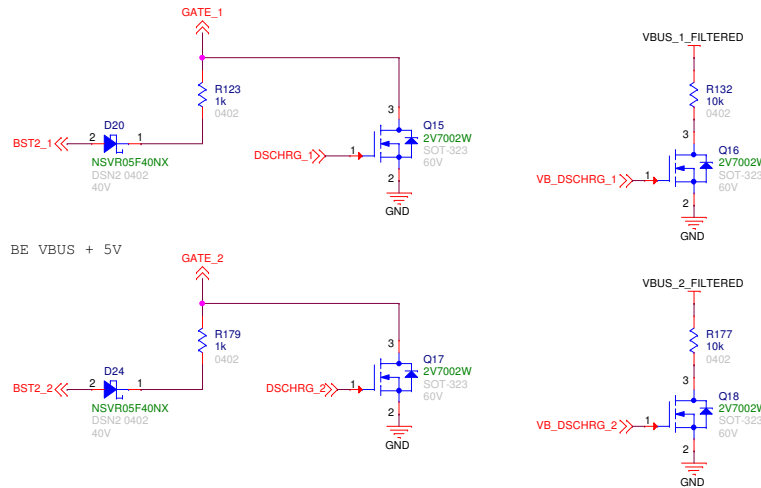 GATE_1
VBUS_1_FILTERED
R123
1k
0402
R132
10k
0402
D20
BST2_1
2
1
NSVR05F40NX
DSN2 0402
40V
3
Q15
2V7002W
SOT-323
60V
DSCHRG_1
1
2
GND
3
Q16
2V7002W
SOT-323
60V
VB_DSCHRG_1
1
2
GND
BE VBUS + 5V
GATE_2
VBUS_2_FILTERED
R179
1k
0402
R177
10k
0402
D24
BST2_2
2
1
NSVR05F40NX
DSN2 0402
40V
3
Q17
2V7002W
SOT-323
60V
DSCHRG_2
1
2
GND
3
Q18
2V7002W
SOT-323
60V
VB_DSCHRG_2
1
2
GND